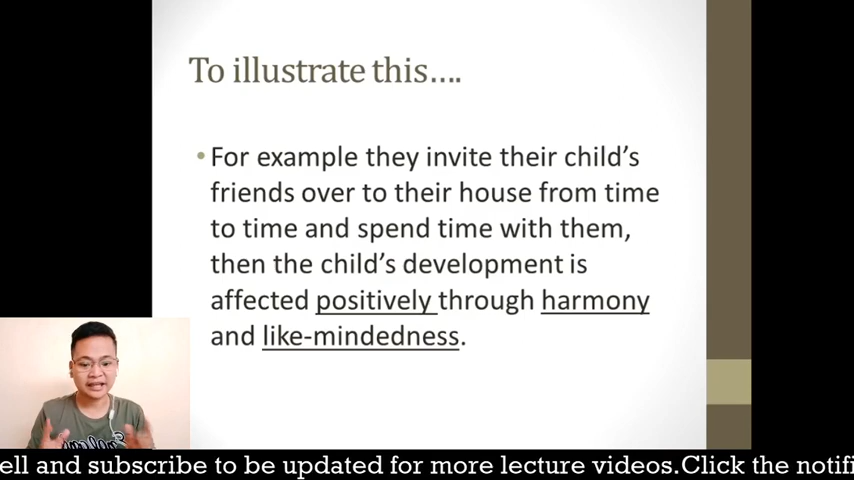 To illustrate this....
• For example they invite their child's
friends over to their house from time
to time and spend time with them,
then the child's development is
affected positively through harmony
and like-mindedness.
ell and subscribe to be updated for more lecture videos.Click the notifi